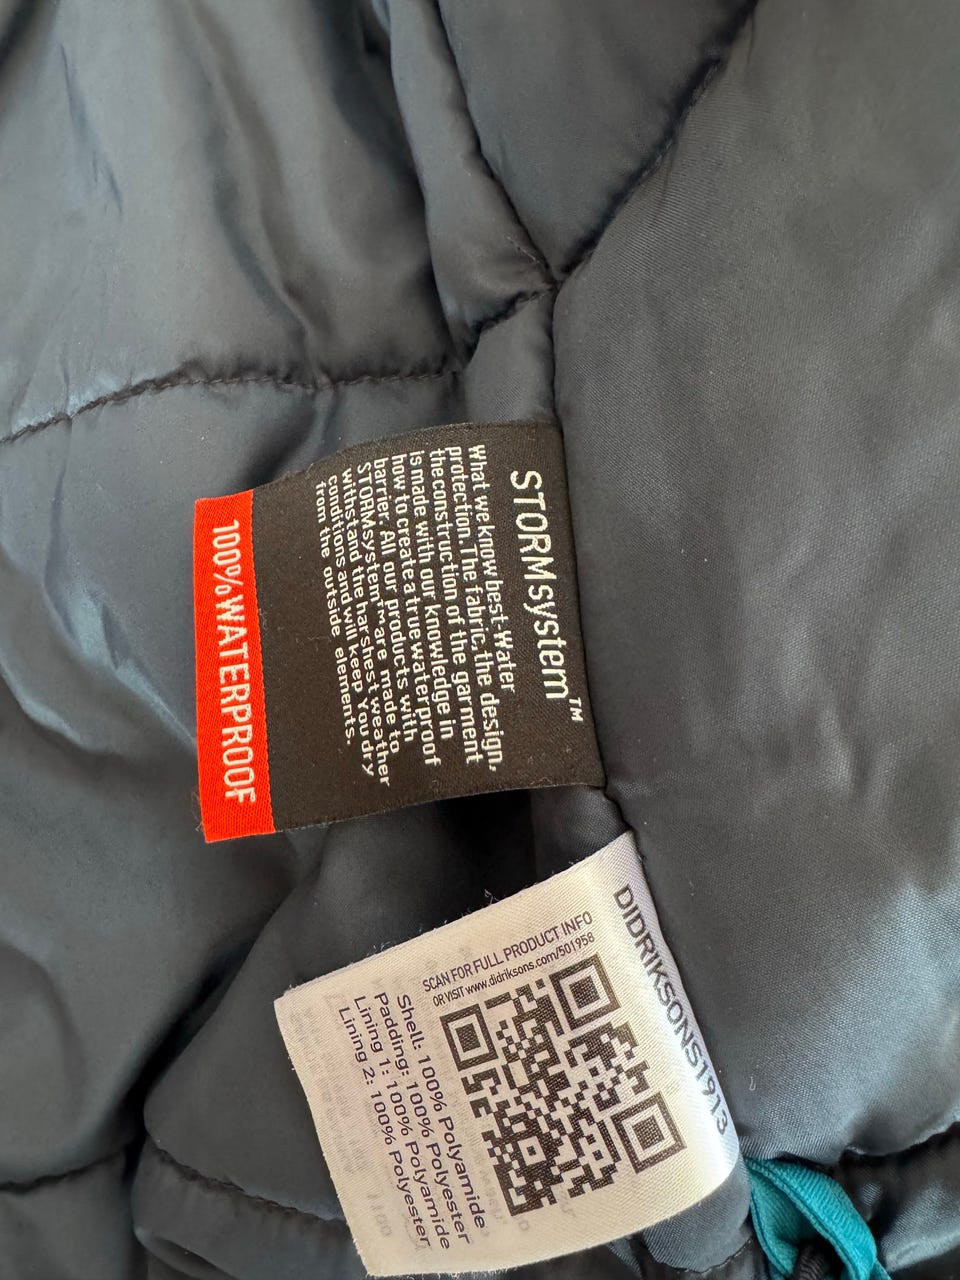 STORMsystem™
What we know best-Water
protection. The fabric, the design,
the construction of the garment
is made with our knowledge in
how to create a true waterproof
barrier. All our products with
STORMsystem™ are made to
withstand the harshest weather
conditions and will keep You dry
from the outside elements.
100% WATERPROOF
DIDRIKSONS1913
SCAN FOR FULL PRODUCT INFO
OR VISIT www.didriksons.com/501958
Shell: 100% Polyamide
Padding: 100% Polyester
Lining 1: 100% Polyamide
Lining 2: 100% Polyester